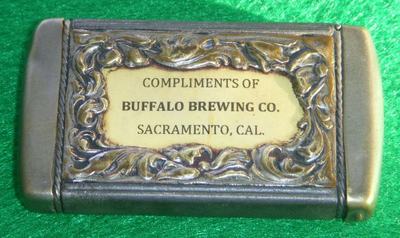 COMPLIMENTS OF
BUFFALO BREWING CO.
SACRAMENTO, CAL.